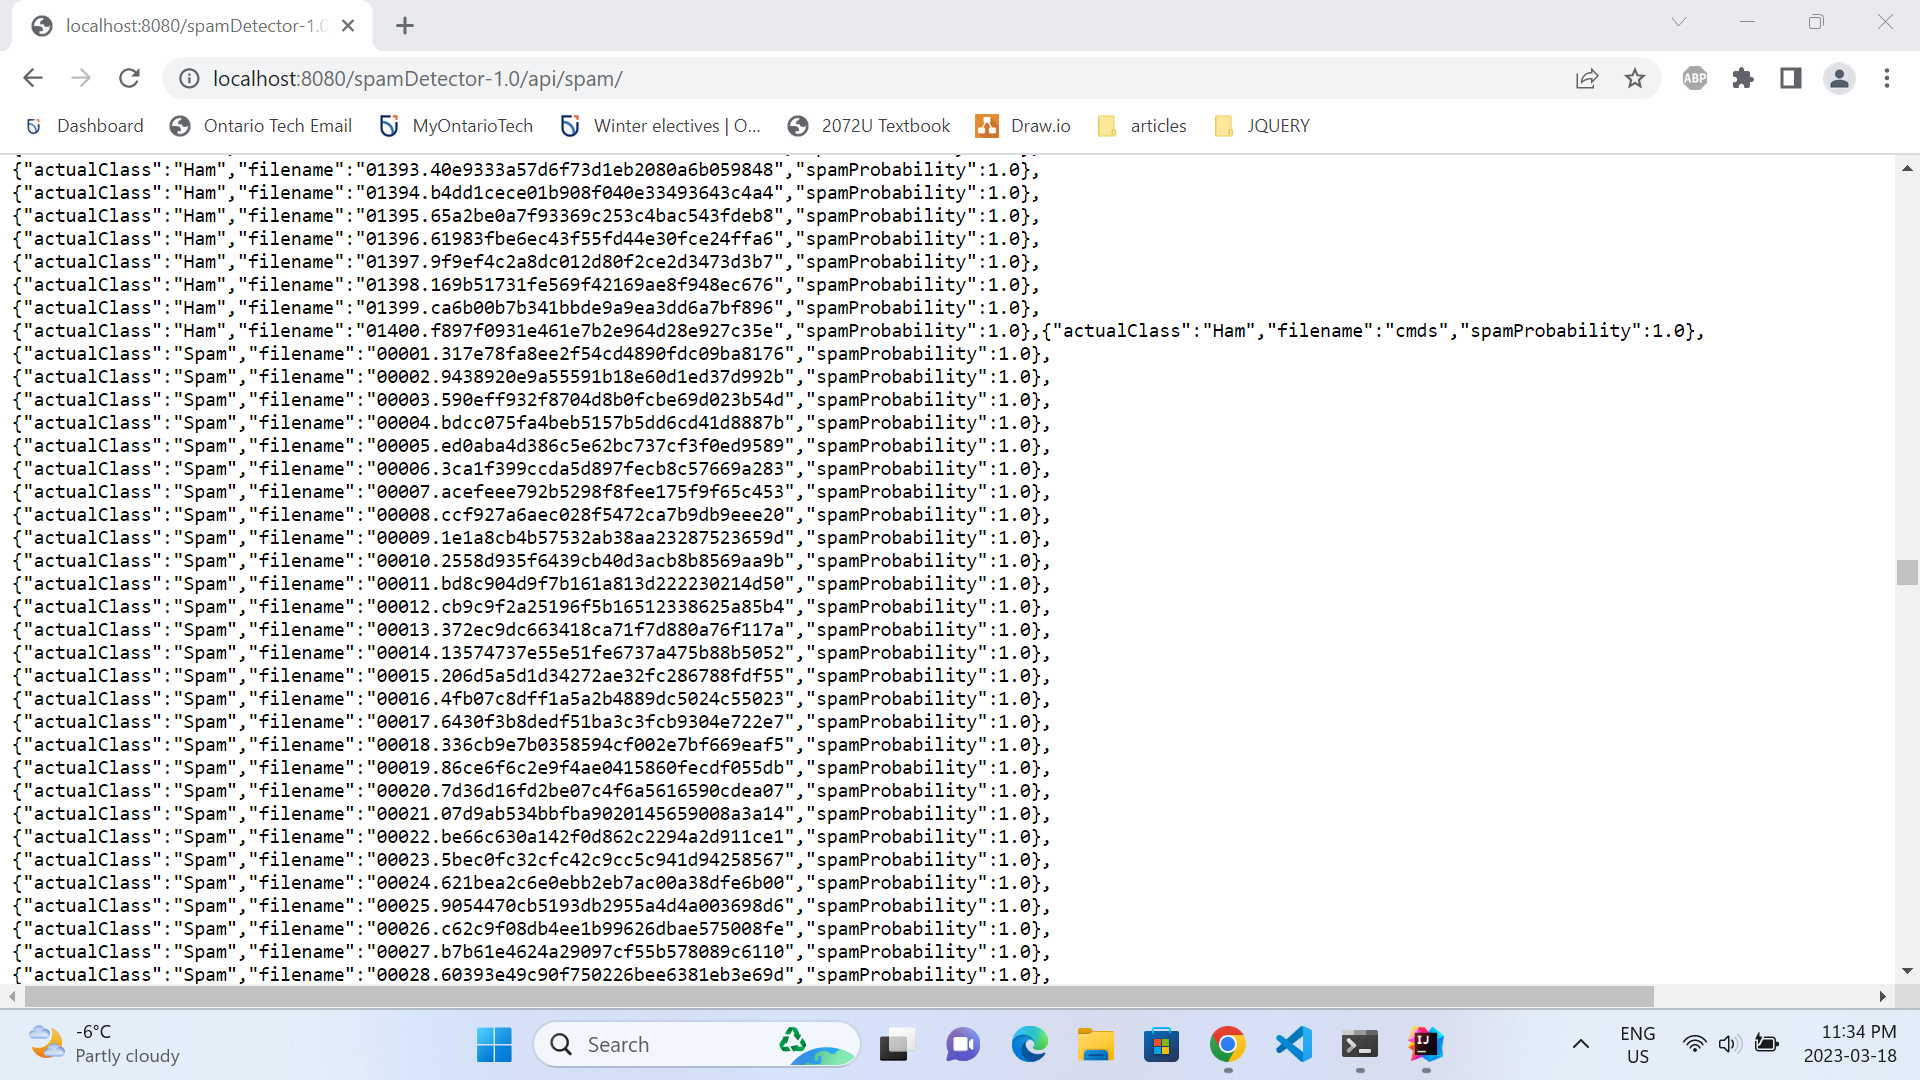 localhost:8080/spamDetector-1.0
localhost:8080/spamDetector-1.0/api/spam/
ABP
Dashboard
Ontario Tech Email
MyOntarioTech
Winter electives | O...
2072U Textbook
Draw.io
articles
JQUERY
{"actualClass":"Ham","filename":"01393.40e9333a57d6f73d1eb2080a6b059848","spamProbability":1.0},
{"actualClass":"Ham","filename":"01394.b4dd1cece01b908f040e33493643c4a4","spamProbability":1.0},
{"actualClass":"Ham","filename":"01395.65a2be0a7f93369c253c4bac543fdeb8","spamProbability":1.0},
{"actualClass":"Ham","filename":"01396.61983fbe6ec43f55fd44e30fce24ffa6","spamProbability":1.0},
{"actualClass":"Ham","filename":"01397.9f9ef4c2a8dc012d80f2ce2d3473d3b7","spamProbability":1.0},
{"actualClass":"Ham","filename":"01398.169b51731fe569f42169ae8f948ec676","spamProbability":1.0},
{"actualClass":"Ham","filename":"01399.ca6b00b7b341bbde9a9ea3dd6a7bf896","spamProbability":1.0},
{"actualClass":"Ham","filename":"01400.f897f0931e461e7b2e964d28e927c35e","spamProbability":1.0},{"actualClass":"Ham","filename":"cmds","spamProbability":1.0},
{"actualClass":"Spam","filename":"00001.317e78fa8ee2f54cd4890fdc09ba8176","spamProbability":1.0},
{"actualClass":"Spam","filename":"00002.9438920e9a55591b18e60d1ed37d992b","spamProbability":1.0},
{"actualClass":"Spam","filename":"00003.590eff932f8704d8b0fcbe69d023b54d","spamProbability":1.0},
{"actualClass":"Spam","filename":"00004.bdcc075fa4beb5157b5dd6cd41d8887b","spamProbability":1.0},
{"actualClass":"Spam","filename":"00005.ed0aba4d386c5e62bc737cf3f0ed9589","spamProbability":1.0},
{"actualClass":"Spam","filename":"00006.3ca1f399ccda5d897fecb8c57669a283","spamProbability":1.0},
{"actualClass":"Spam","filename":"00007.acefeee792b5298f8fee175f9f65c453","spamProbability":1.0},
{"actualClass":"Spam","filename":"00008.ccf927a6aec028f5472ca7b9db9eee20","spamProbability":1.0},
{"actualClass":"Spam","filename":"00009.1e1a8cb4b57532ab38aa23287523659d","spamProbability":1.0},
{"actualClass":"Spam","filename":"00010.2558d935f6439cb40d3acb8b8569aa9b","spamProbability":1.0},
{"actualClass":"Spam","filename":"00011.bd8c904d9f7b161a813d222230214d50","spamProbability":1.0},
{"actualClass":"Spam","filename":"00012.cb9c9f2a25196f5b16512338625a85b4","spamProbability":1.0},
{"actualClass":"Spam","filename":"00013.372ec9dc663418ca71f7d880a76f117a","spamProbability":1.0},
{"actualClass":"Spam","filename":"00014.13574737e55e51fe6737a475b88b5052","spamProbability":1.0},
{"actualClass":"Spam","filename":"00015.206d5a5d1d34272ae32fc286788fdf55","spamProbability":1.0},
{"actualClass":"Spam","filename":"00016.4fb07c8dff1a5a2b4889dc5024c55023","spamProbability":1.0},
{"actualClass":"Spam","filename":"00017.6430f3b8dedf51ba3c3fcb9304e722e7","spamProbability":1.0},
{"actualClass":"Spam","filename":"00018.336cb9e7b0358594cf002e7bf669eaf5","spamProbability":1.0},
{"actualClass":"Spam","filename":"00019.86ce6f6c2e9f4ae0415860fecdf055db","spamProbability":1.0},
{"actualClass":"Spam","filename":"00020.7d36d16fd2be07c4f6a5616590cdea07","spamProbability":1.0},
{"actualClass":"Spam","filename":"00021.07d9ab534bbfba9020145659008a3a14","spamProbability":1.0},
{"actualClass":"Spam","filename":"00022.be66c630a142f0d862c2294a2d911ce1","spamProbability":1.0},
{"actualClass":"Spam","filename":"00023.5bec0fc32cfc42c9cc5c941d94258567","spamProbability":1.0},
{"actualClass":"Spam","filename":"00024.621bea2c6e0ebb2eb7ac00a38dfe6b00","spamProbability":1.0},
{"actualClass":"Spam","filename":"00025.9054470cb5193db2955a4d4a003698d6","spamProbability":1.0},
{"actualClass":"Spam","filename":"00026.c62c9f08db4ee1b99626dbae575008fe","spamProbability":1.0},
{"actualClass":"Spam","filename":"00027.b7b61e4624a29097cf55b578089c6110","spamProbability":1.0},
{"actualClass":"Spam","filename":"00028.60393e49c90f750226bee6381eb3e69d","spamProbability":1.0},
-6°C
Partly cloudy
Search
IJ
ENG
US
11:34 PM
2023-03-18